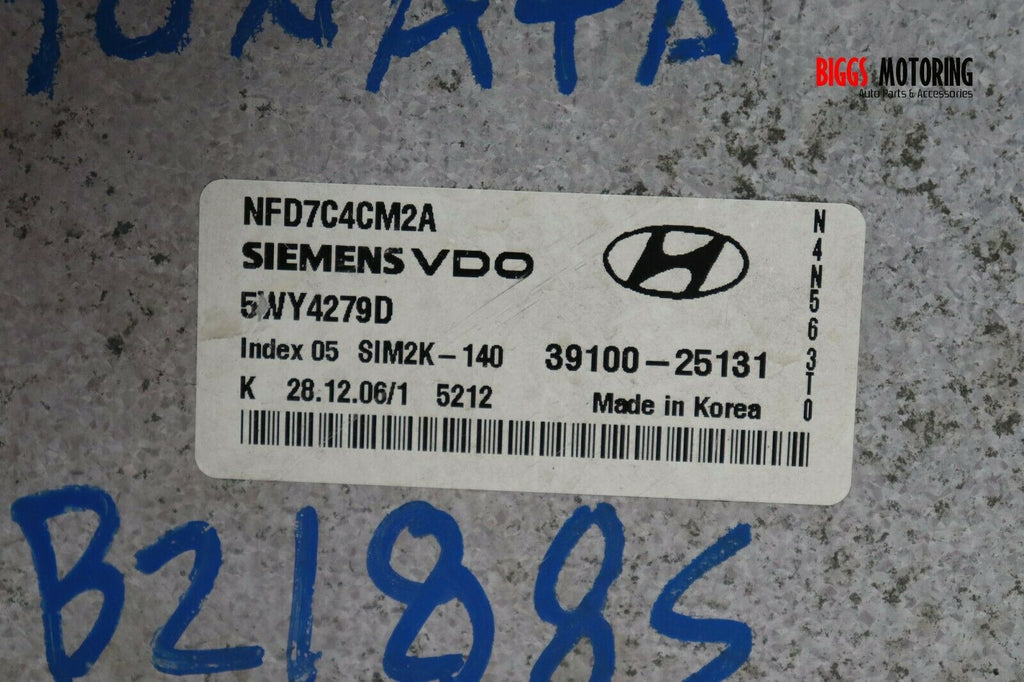 SONATA
BIGGS MOTORING
Auto Parts & Accessories
NFD7C4CM2A
SIEMENS VDO
5WY4279D
Index 05 SIM2K-140 39100-25131
K 28.12.06/1 5212 Made in Korea
N4N563T0
B2188S